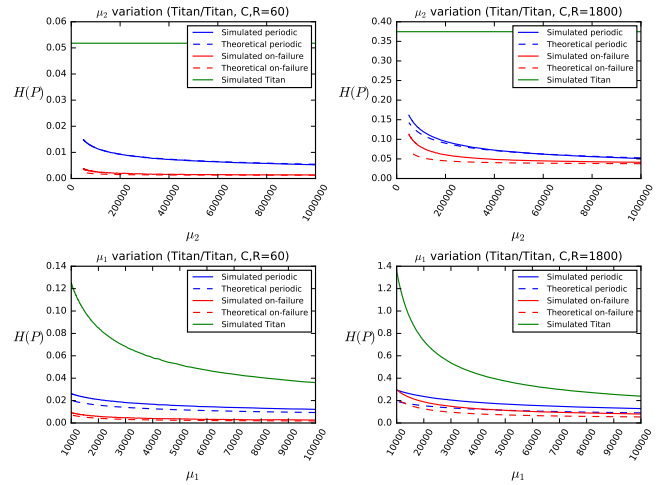 μ2 variation (Titan/Titan, C,R=60)
0.06
0.05
0.04
0.03
0.02
0.01
0.00
H(P)
Simulated periodic
Theoretical periodic
Simulated on-failure
Theoretical on-failure
Simulated Titan
0
200000
400000
600000
800000
1000000
μ2
μ2 variation (Titan/Titan, C,R=1800)
0.40
0.35
0.30
0.25
0.20
0.15
0.10
0.05
0.00
H(P)
Simulated periodic
Theoretical periodic
Simulated on-failure
Theoretical on-failure
Simulated Titan
0
200000
400000
600000
800000
1000000
μ2
μ1 variation (Titan/Titan, C,R=60)
0.14
0.12
0.10
0.08
0.06
0.04
0.02
0.00
H(P)
Simulated periodic
Theoretical periodic
Simulated on-failure
Theoretical on-failure
Simulated Titan
10000
20000
30000
40000
50000
60000
70000
80000
90000
100000
μ1
μ1 variation (Titan/Titan, C,R=1800)
1.4
1.2
1.0
0.8
0.6
0.4
0.2
0.0
H(P)
Simulated periodic
Theoretical periodic
Simulated on-failure
Theoretical on-failure
Simulated Titan
10000
20000
30000
40000
50000
60000
70000
80000
90000
100000
μ1